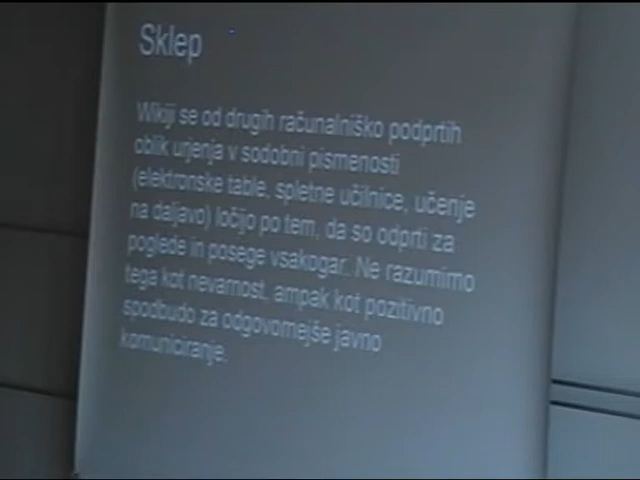 Sklep
Wikiji se od drugih računalniško podprtih
oblik urjenja v sodobni pismenosti
(elektronske table, spletne učilnice, učenje
na daljavo) ločijo po tem, da so odprti za
poglede in posege vsakogar. Ne razumimo
tega kot nevarnost, ampak kot pozitivno
spodbudo za odgovornejše javno
komuniciranje.